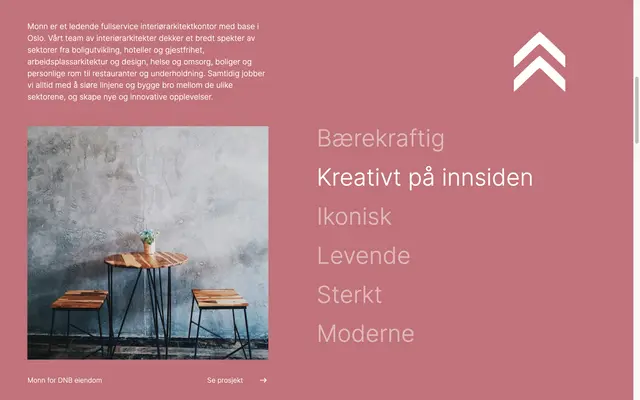 Monn er et ledende fullservice interiørarkitektkontor med base i
Oslo. Vårt team av interiørarkitekter dekker et bredt spekter av
sektorer fra boligutvikling, hoteller og gjestfrihet,
arbeidsplassarkitektur og design, helse og omsorg, boliger og
personlige rom til restauranter og underholdning. Samtidig jobber
vi alltid med å sløre linjene og bygge bro mellom de ulike
sektorene, og skape nye og innovative opplevelser.
Bærekraftig
Kreativt på innsiden
Ikonisk
Levende
Sterkt
Moderne
Monn for DNB eiendom
Se prosjekt →